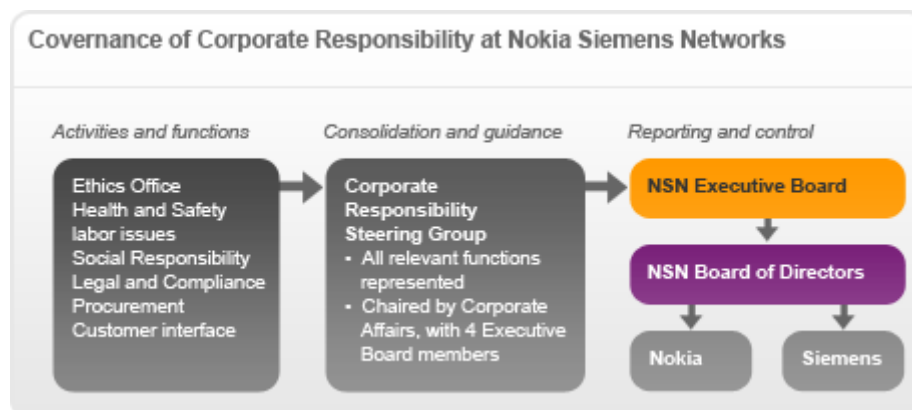 Covernance of Corporate Responsibility at Nokia Siemens Networks
Activities and functions
Ethics Office
Health and Safety
labor issues
Social Responsibility
Legal and Compliance
Procurement
Customer interface
Consolidation and guidance
Corporate
Responsibility
Steering Group
▪ All relevant functions
represented
▪ Chaired by Corporate
Affairs, with 4 Executive
Board members
Reporting and control
NSN Executive Board
NSN Board of Directors
Nokia
Siemens